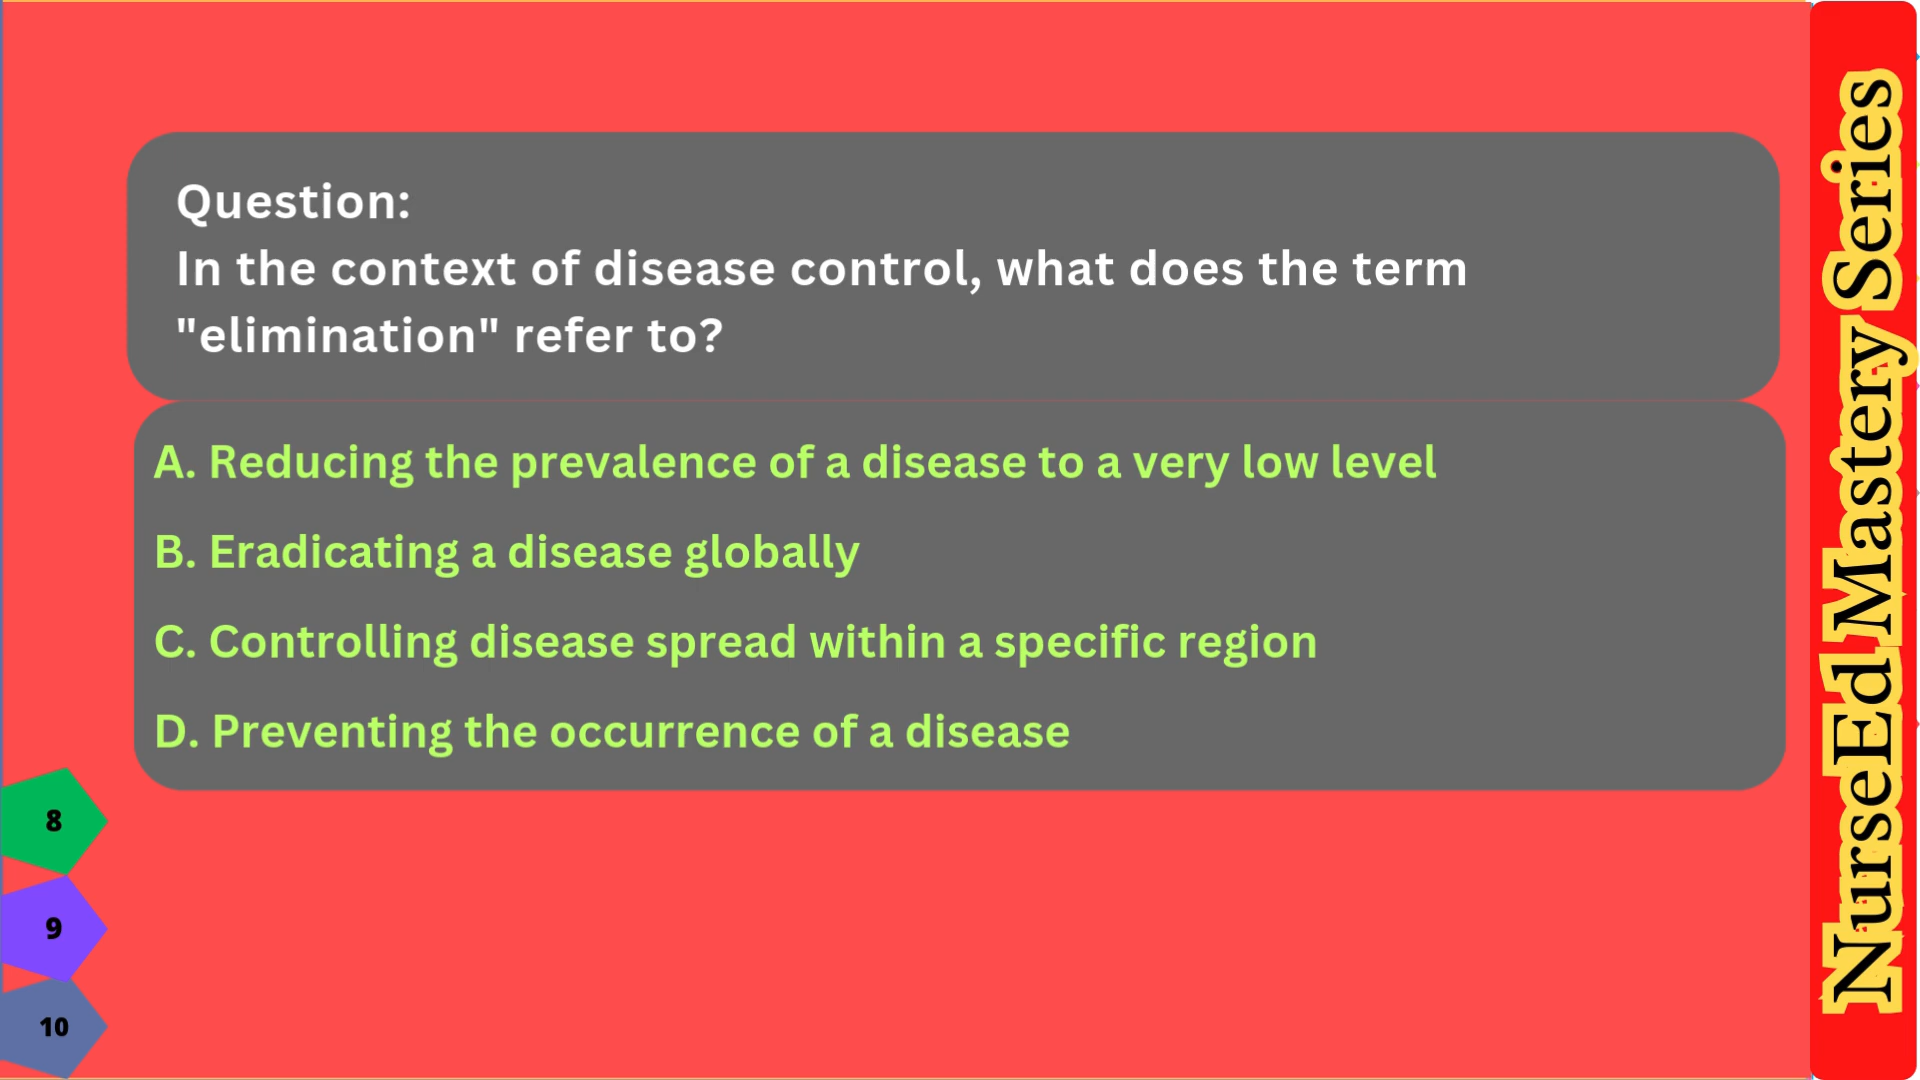 Question:
In the context of disease control, what does the term
"elimination" refer to?
A. Reducing the prevalence of a disease to a very low level
B. Eradicating a disease globally
C. Controlling disease spread within a specific region
D. Preventing the occurrence of a disease
8
9
10
NurseEd Mastery Series